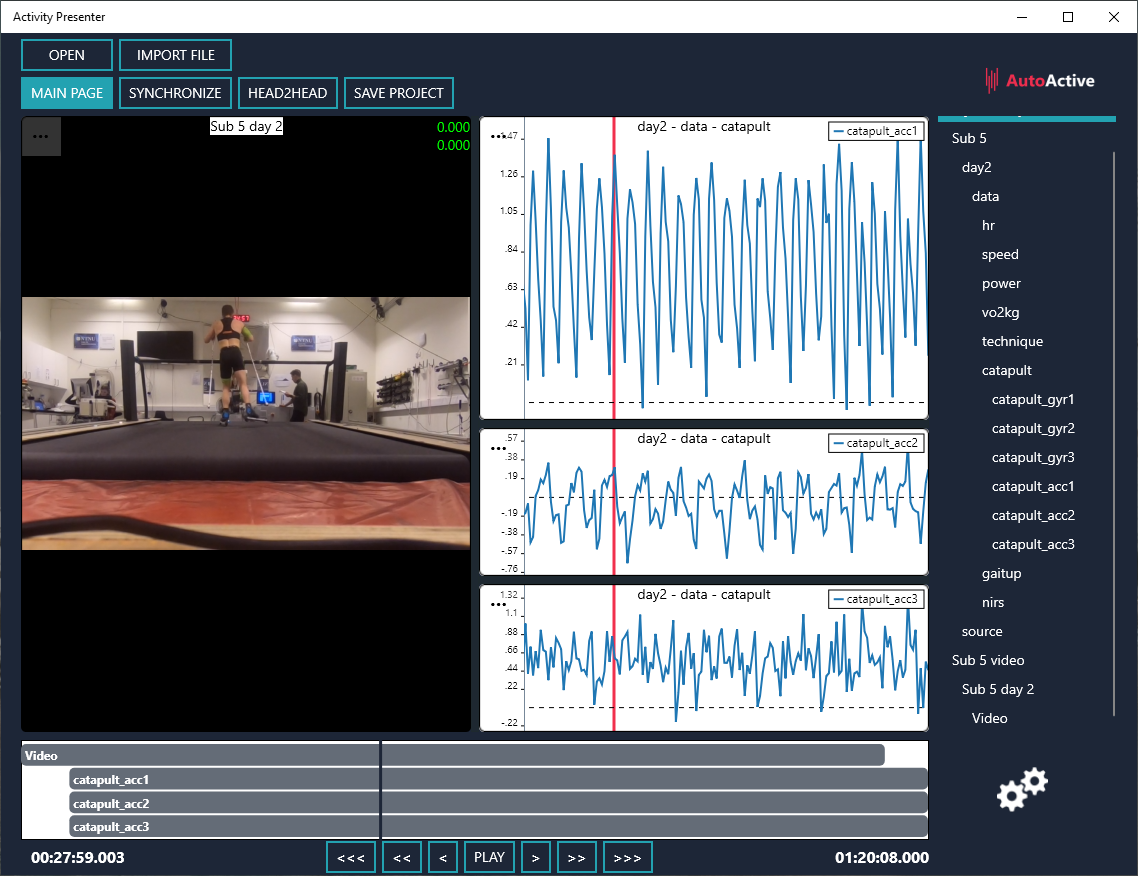 Activity Presenter
OPEN
IMPORT FILE
MAIN PAGE
SYNCHRONIZE
HEAD2HEAD
SAVE PROJECT
AutoActive
Sub 5 day 2
0.000
0.000
day2 - data - catapult
catapult_acc1
1.26
1.05
.84
.63
.42
.21
day2 - data - catapult
catapult_acc2
.57
.38
.19
-.19
-.38
-.57
-.76
day2 - data - catapult
catapult_acc3
1.32
1.1
.88
.66
.44
.22
-.22
Sub 5
day2
data
hr
speed
power
vo2kg
technique
catapult
catapult_gyr1
catapult_gyr2
catapult_gyr3
catapult_acc1
catapult_acc2
catapult_acc3
gaitup
nirs
source
Sub 5 video
Sub 5 day 2
Video
Video
catapult_acc1
catapult_acc2
catapult_acc3
00:27:59.003
<<<
<<
<
PLAY
>
>>
>>>
01:20:08.000